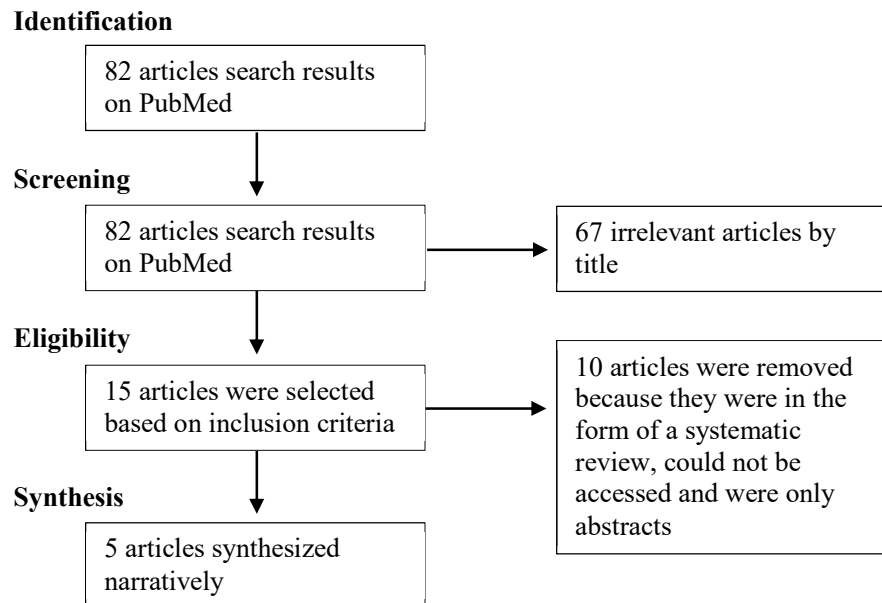 Identification
82 articles search results
on PubMed
Screening
82 articles search results
on PubMed
67 irrelevant articles by
title
Eligibility
15 articles were selected
based on inclusion criteria
10 articles were removed
because they were in the
form of a systematic
review, could not be
accessed and were only
abstracts
Synthesis
5 articles synthesized
narratively